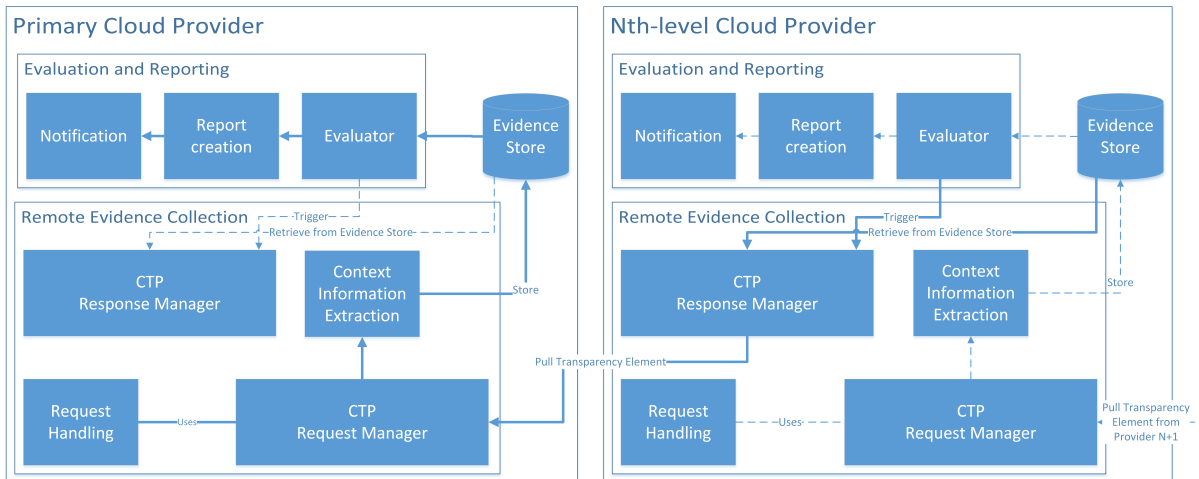 Primary Cloud Provider
Evaluation and Reporting
Notification
Report
creation
Evaluator
Evidence
Store
Remote Evidence Collection
Trigger
Retrieve from Evidence Store
CTP
Response Manager
Context
Information
Extraction
Store
Pull Transparency Element
Request
Handling
Uses
CTP
Request Manager
Nth-level Cloud Provider
Evaluation and Reporting
Notification
Report
creation
Evaluator
Evidence
Store
Remote Evidence Collection
Trigger
Retrieve from Evidence Store
CTP
Response Manager
Context
Information
Extraction
Store
Request
Handling
Uses
CTP
Request Manager
Pull Transparency
Element from
Provider N+1